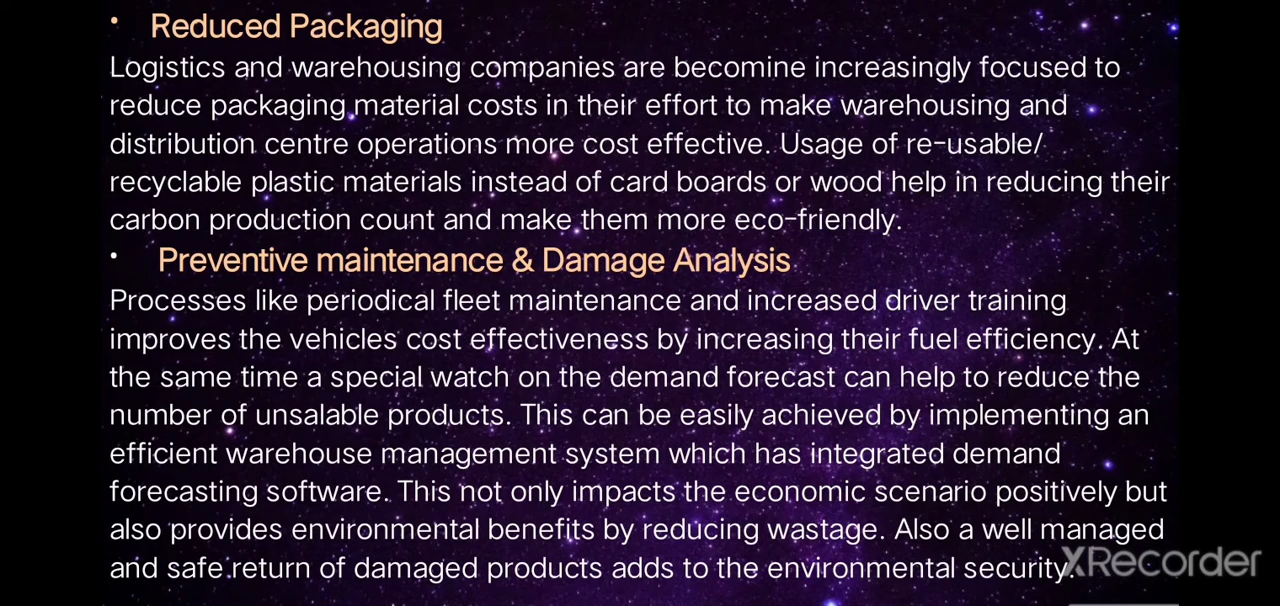 • Reduced Packaging
Logistics and warehousing companies are becomine increasingly focused to
reduce packaging material costs in their effort to make warehousing and
distribution centre operations more cost effective. Usage of re-usable/
recyclable plastic materials instead of card boards or wood help in reducing their
carbon production count and make them more eco-friendly.
• Preventive maintenance & Damage Analysis
Processes like periodical fleet maintenance and increased driver training
improves the vehicles cost effectiveness by increasing their fuel efficiency. At
the same time a special watch on the demand forecast can help to reduce the
number of unsalable products. This can be easily achieved by implementing an
efficient warehouse management system which has integrated demand
forecasting software. This not only impacts the economic scenario positively but
also provides environmental benefits by reducing wastage. Also a well managed
and safe return of damaged products adds to the environmental security.
XRecorder